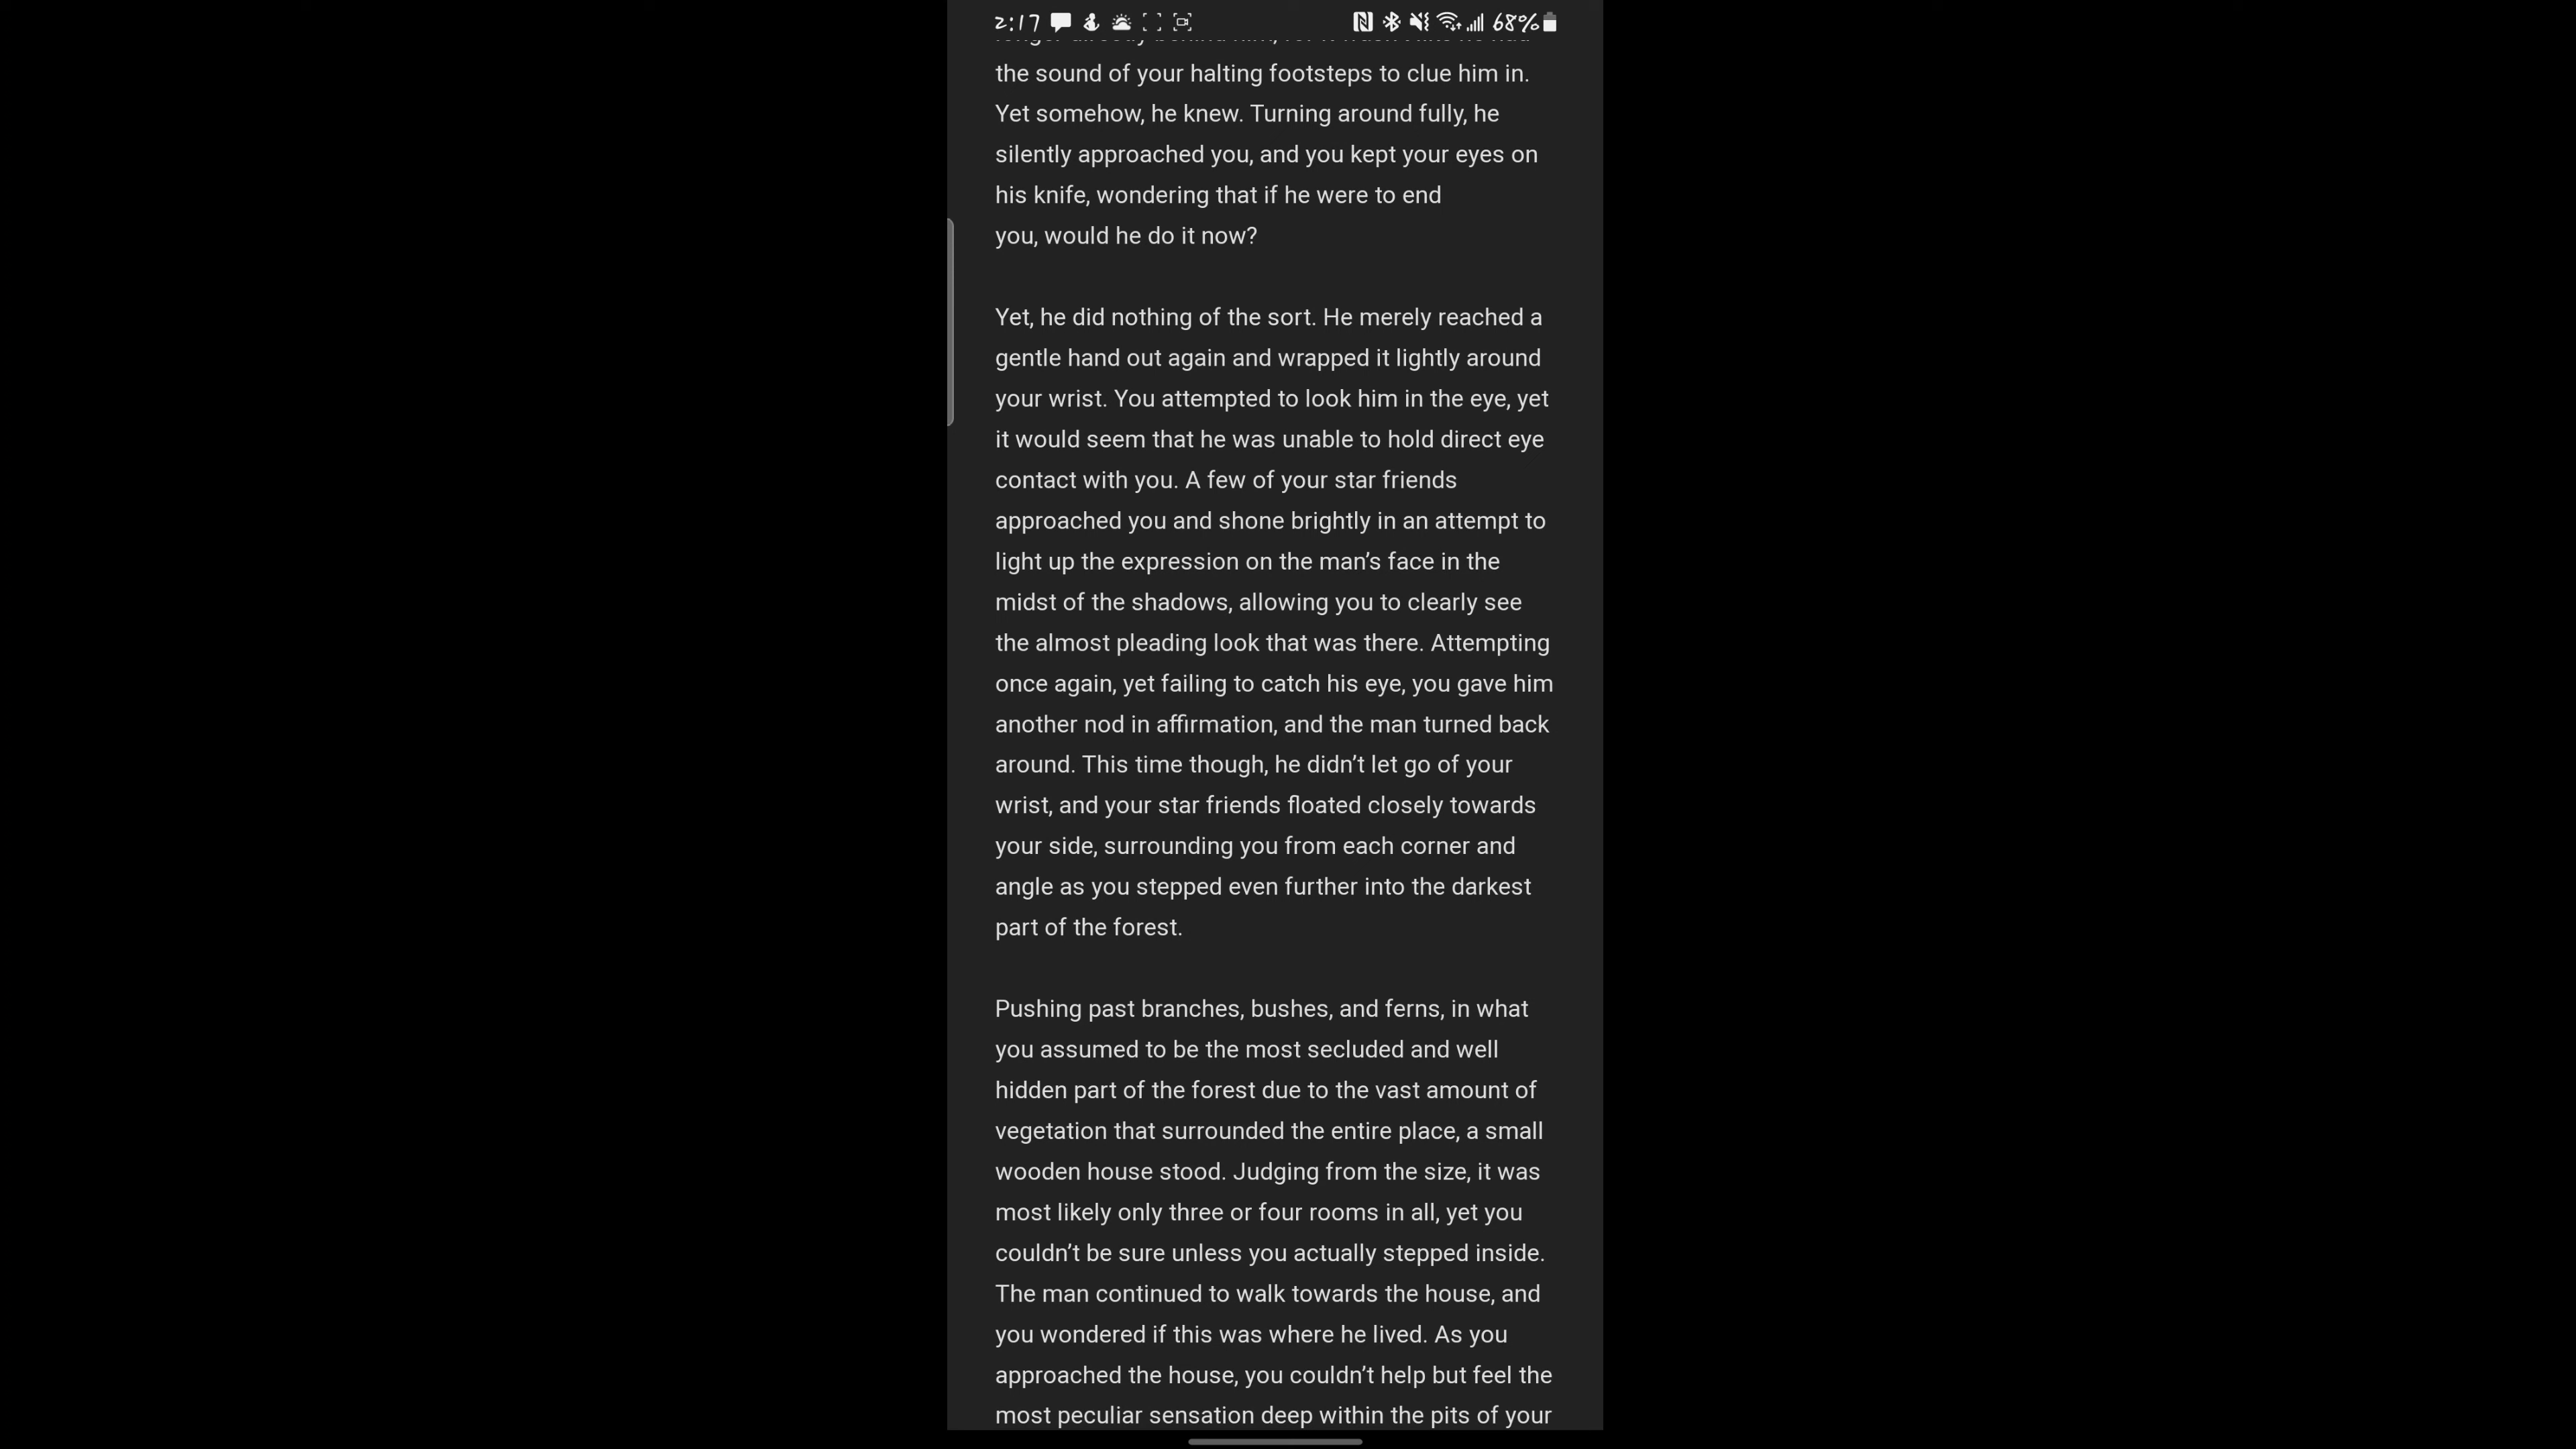 2:17 68%
the sound of your halting footsteps to clue him in.
Yet somehow, he knew. Turning around fully, he
silently approached you, and you kept your eyes on
his knife, wondering that if he were to end
you, would he do it now?
Yet, he did nothing of the sort. He merely reached a
gentle hand out again and wrapped it lightly around
your wrist. You attempted to look him in the eye, yet
it would seem that he was unable to hold direct eye
contact with you. A few of your star friends
approached you and shone brightly in an attempt to
light up the expression on the man’s face in the
midst of the shadows, allowing you to clearly see
the almost pleading look that was there. Attempting
once again, yet failing to catch his eye, you gave him
another nod in affirmation, and the man turned back
around. This time though, he didn’t let go of your
wrist, and your star friends floated closely towards
your side, surrounding you from each corner and
angle as you stepped even further into the darkest
part of the forest.
Pushing past branches, bushes, and ferns, in what
you assumed to be the most secluded and well
hidden part of the forest due to the vast amount of
vegetation that surrounded the entire place, a small
wooden house stood. Judging from the size, it was
most likely only three or four rooms in all, yet you
couldn’t be sure unless you actually stepped inside.
The man continued to walk towards the house, and
you wondered if this was where he lived. As you
approached the house, you couldn’t help but feel the
most peculiar sensation deep within the pits of your